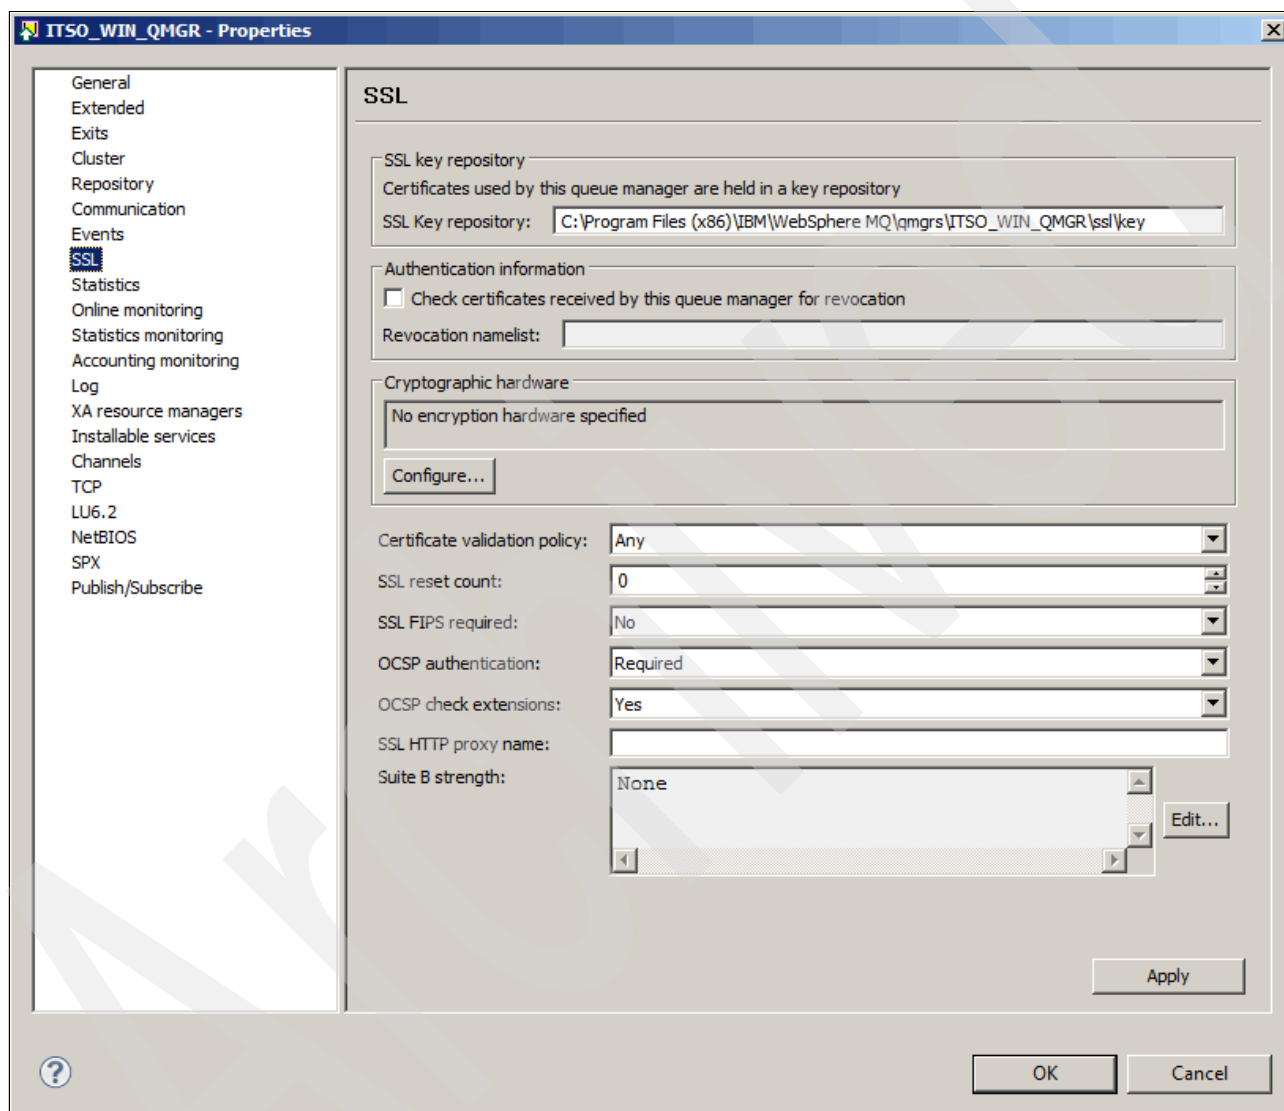 ITSO_WIN_QMGR - Properties
General
Extended
Exits
Cluster
Repository
Communication
Events
SSL
Statistics
Online monitoring
Statistics monitoring
Accounting monitoring
Log
XA resource managers
Installable services
Channels
TCP
LU6.2
NetBIOS
SPX
Publish/Subscribe
SSL
SSL key repository
Certificates used by this queue manager are held in a key repository
SSL Key repository: C:\Program Files (x86)\IBM\WebSphere MQ\qmgrs\ITSO_WIN_QMGR\ssl\key
Authentication information
Check certificates received by this queue manager for revocation
Revocation namelist:
Cryptographic hardware
No encryption hardware specified
Configure...
Certificate validation policy: Any
SSL reset count: 0
SSL FIPS required: No
OCSP authentication: Required
OCSP check extensions: Yes
SSL HTTP proxy name:
Suite B strength: None
Edit...
Apply
OK Cancel
Archived